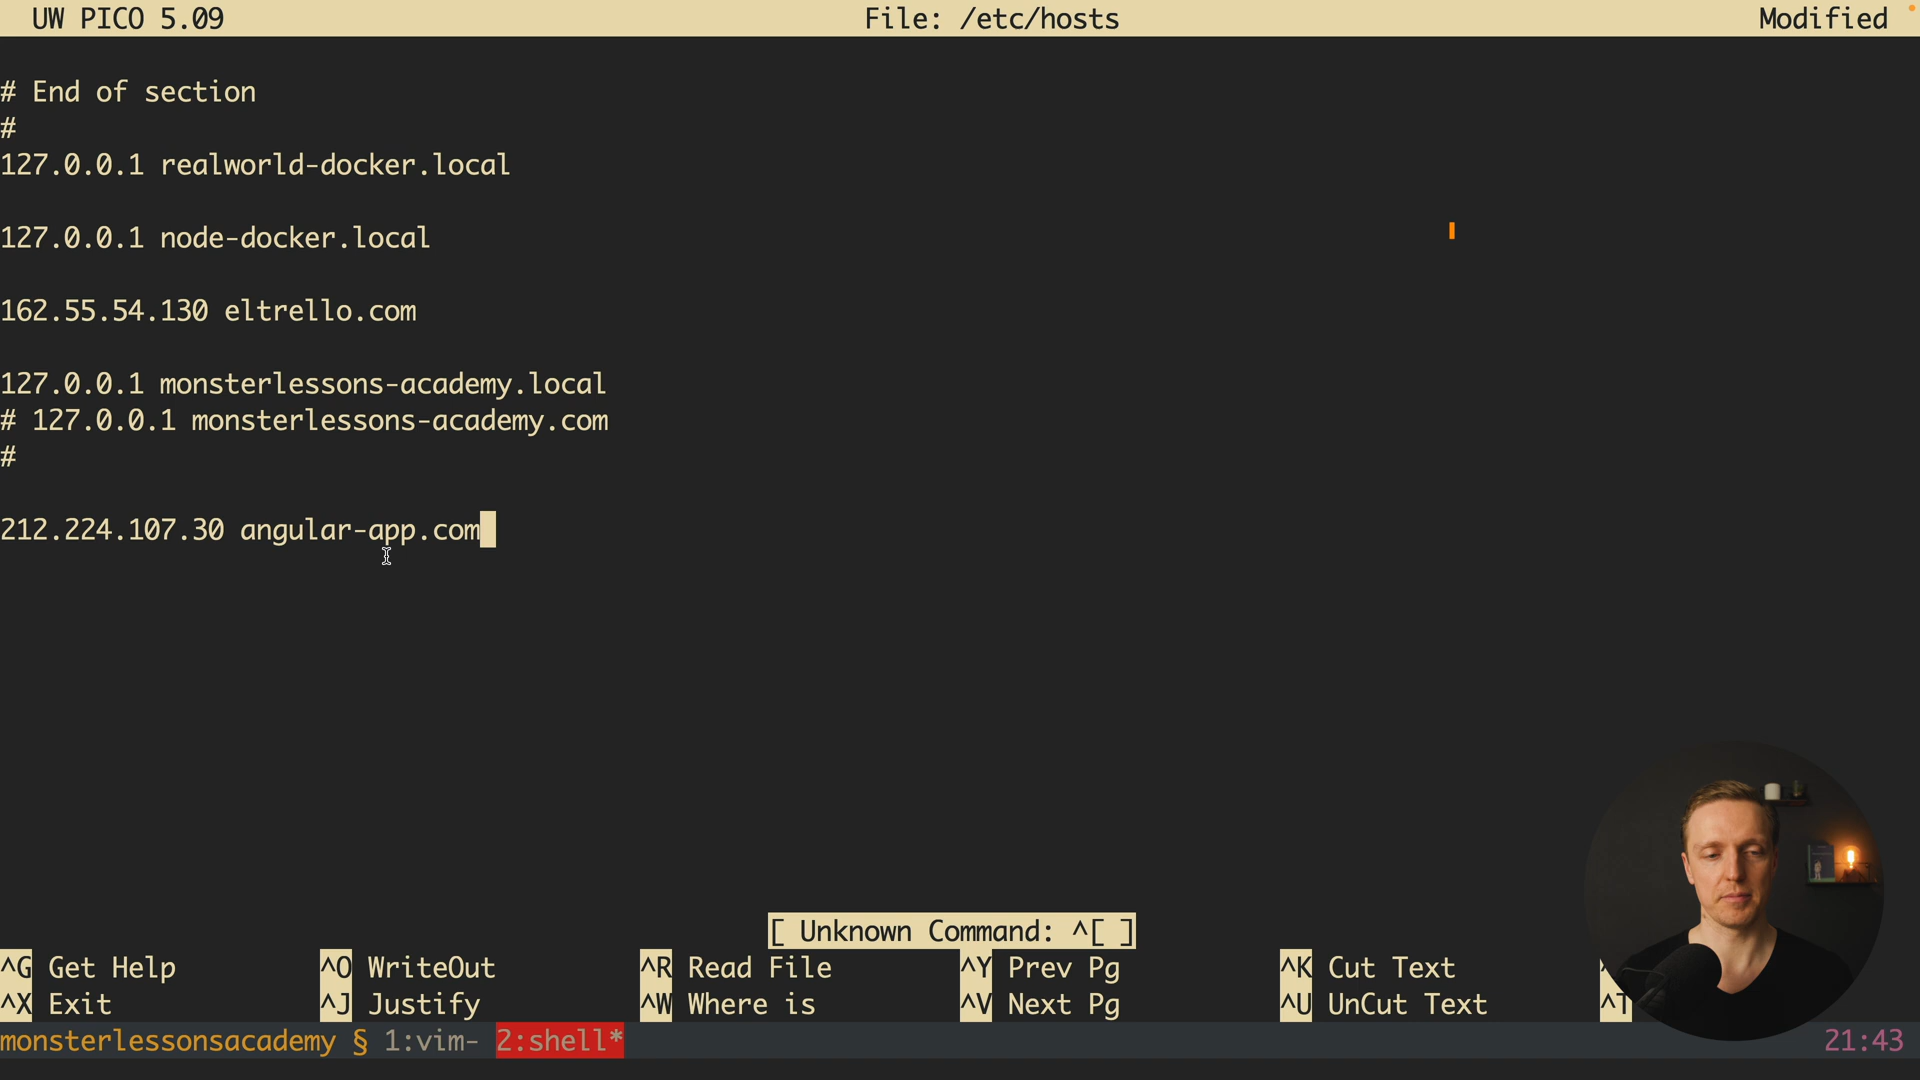 UW PICO 5.09 File: /etc/hosts Modified
# End of section
#
127.0.0.1 realworld-docker.local
127.0.0.1 node-docker.local
162.55.54.130 eltrello.com
127.0.0.1 monsterlessons-academy.local
# 127.0.0.1 monsterlessons-academy.com
#
212.224.107.30 angular-app.com
[ Unknown Command: ^[ ]
^G Get Help ^O WriteOut ^R Read File ^Y Prev Pg ^K Cut Text
^X Exit ^J Justify ^W Where is ^V Next Pg ^U UnCut Text ^T
monsterlessonsacademy § 1:vim- 2:shell* 21:43